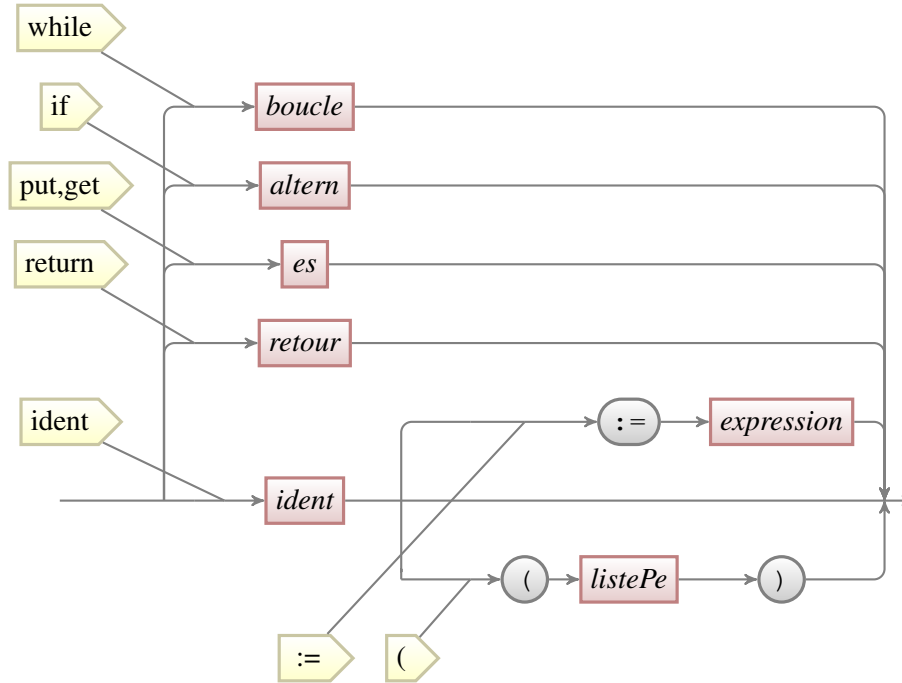 while
if
boucle
put,get
altern
return
es
retour
ident
:= expression
ident
( listePe )
:= (